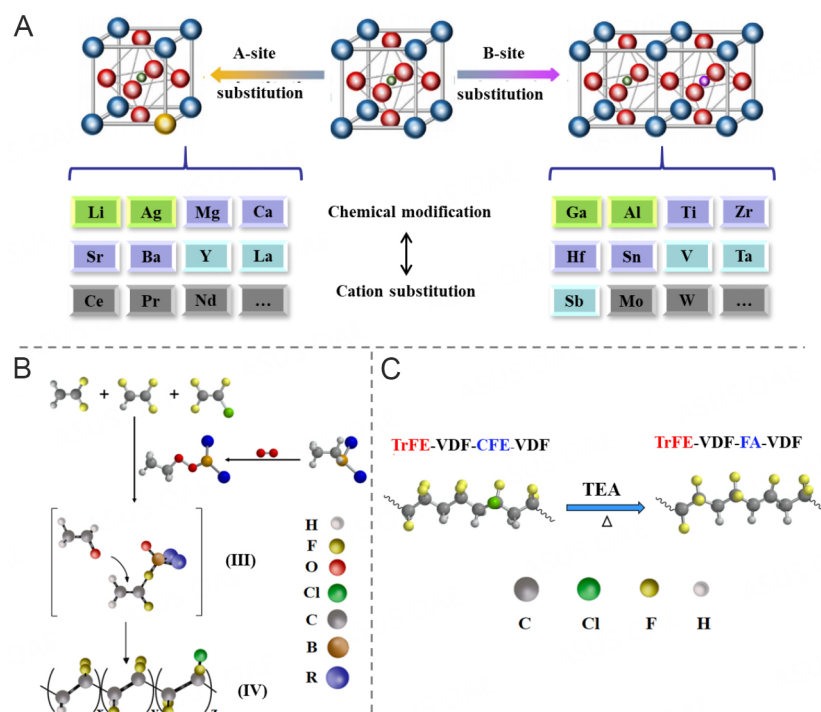 A
A-site
substitution
B-site
substitution
Li Ag Mg Ca
Sr Ba Y La
Ce Pr Nd ...
Chemical modification
Cation substitution
Ga Al Ti Zr
Hf Sn V Ta
Sb Mo W ...
B
+ +
(III)
H
F
O
Cl
C
B
R
(IV)
x y z
C
TrFE-VDF-CFE-VDF
TEA
△
TrFE-VDF-FA-VDF
C Cl F H